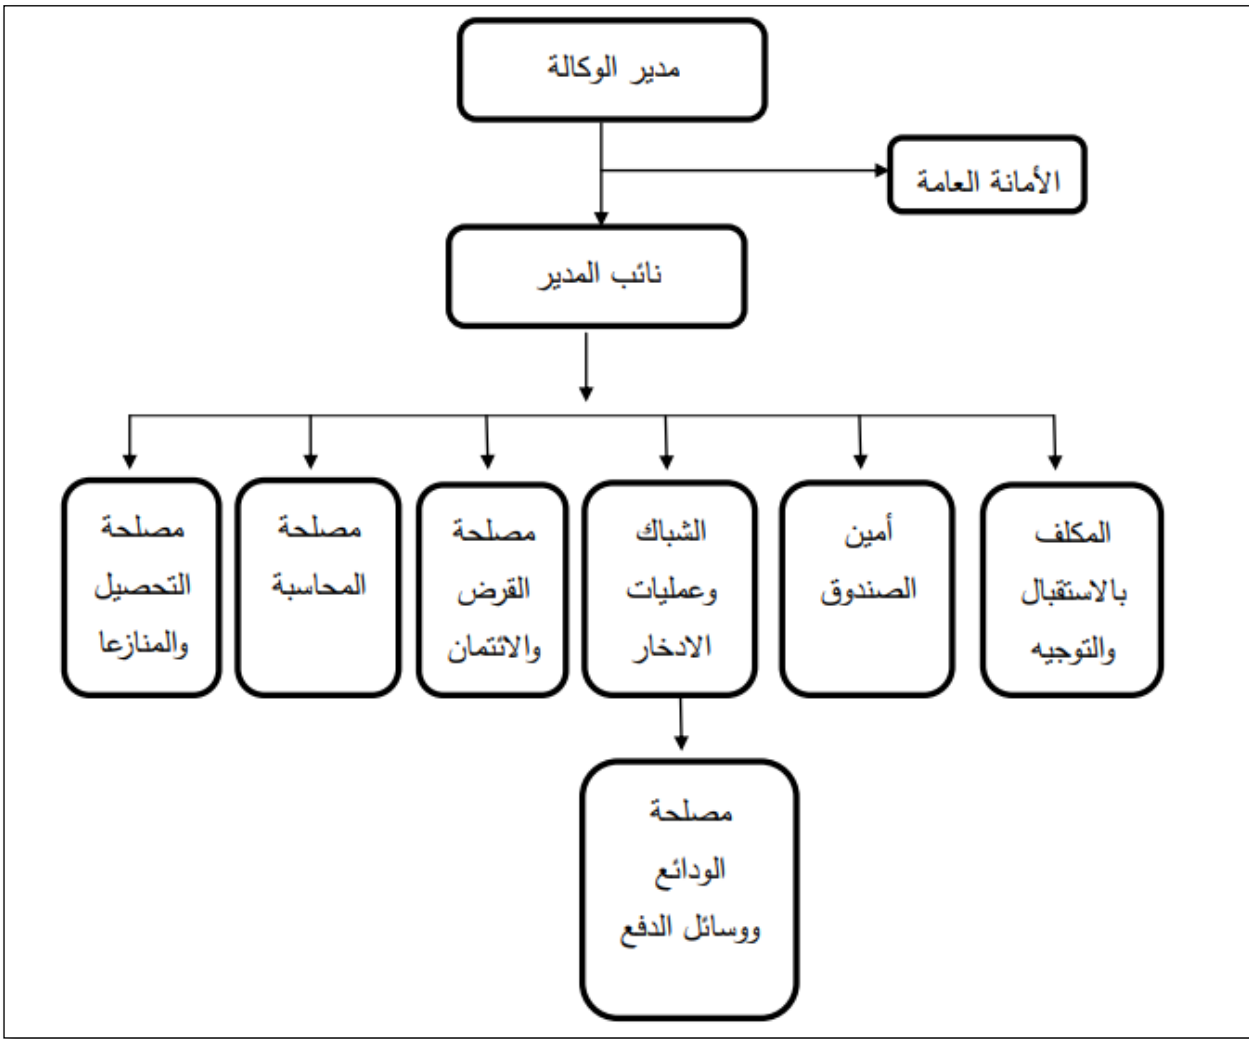 مدير الوكالة
الأمانة العامة
نائب المدير
المكلف
بالاستقبال
والتوجيه
أمين
الصندوق
الشباك
وعمليات
الادخار
مصلحة
القرض
والائتمان
مصلحة
المحاسبة
مصلحة
التحصيل
والمنازعا
مصلحة
الودائع
ووسائل الدفع